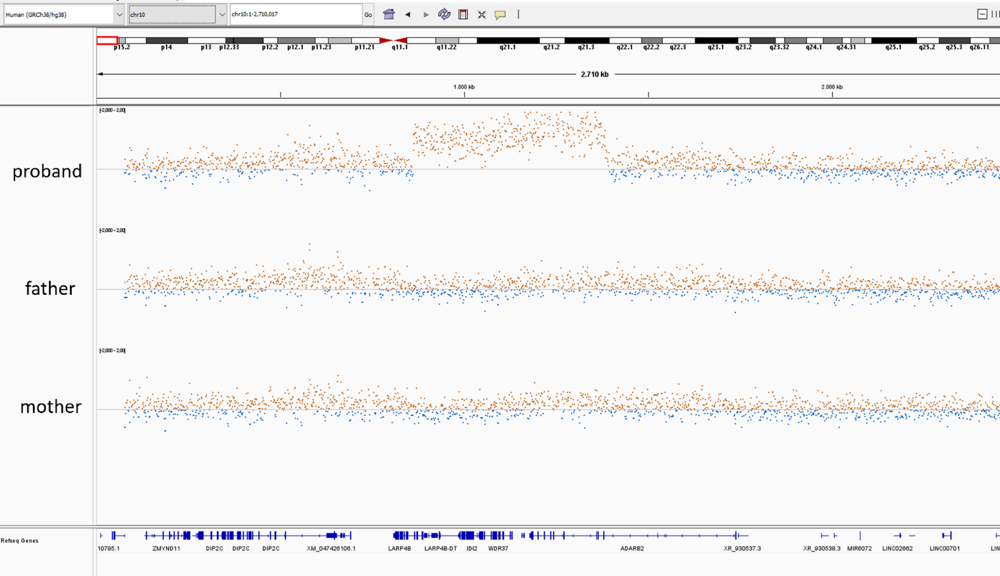 Human (GRCh38/hg38) chr10 chr10:1-2,710,017 Go
p15.2 p14 p13 p12.33 p12.2 p12.1 p11.23 p11.21 q11.1 q11.22 q21.1 q21.2 q21.3 q22.1 q22.2 q22.3 q23.1 q23.2 q23.32 q24.1 q24.31 q25.1 q25.2 q25.3 q26.11
2.710 kb
1.000 kb 2.000 kb
[-2,000 - 2,00]
proband
[-2,000 - 2,00]
father
[-2,000 - 2,00]
mother
Refseq Genes
10795.1 ZMYND11 DIP2C DIP2C DIP2C XM_047426106.1 LARP4B LARP4B-DT IDI2 WDR37 ADARB2 XR_930537.3 XR_930538.3 MIR6072 LINC02662 LINC00701 LIN